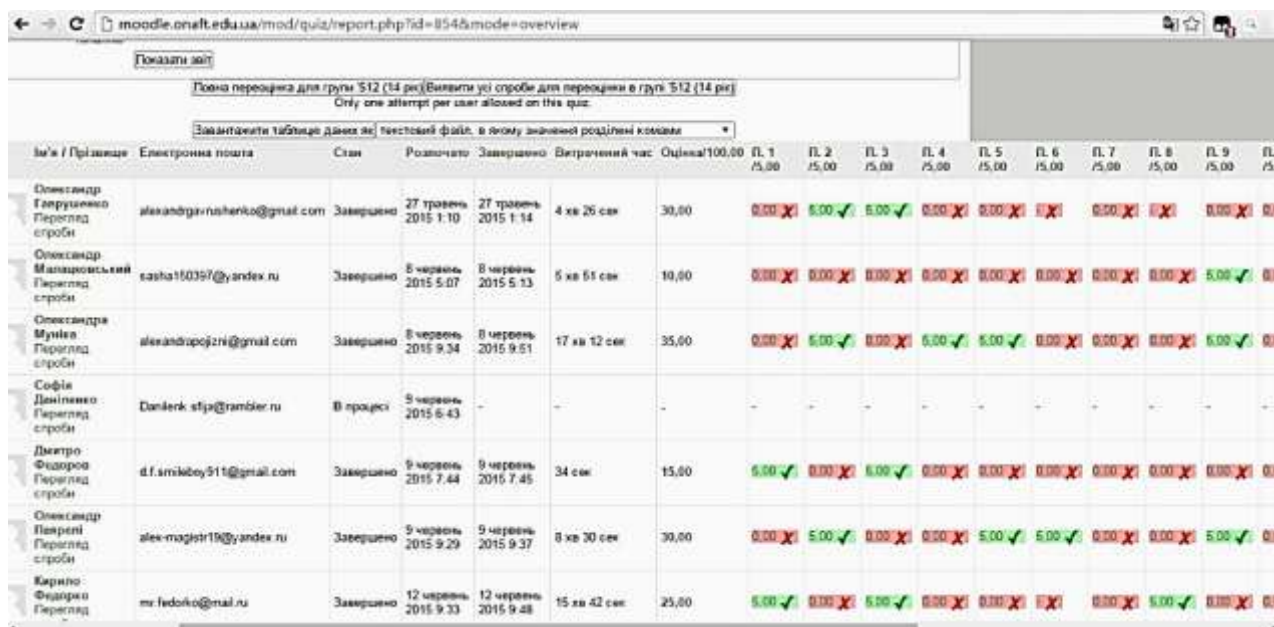 moodle.onaft.edu.ua/mod/quiz/report.php?id=854&mode=overview
Показати звіт
Повна переоцінка для групи '512 (14 рік) Виявити усі спроби для переоцінки в групі '512 (14 рік)
Only one attempt per user allowed on this quiz.
Завантажити таблицю даних як текстовий файл, в якому значення розділені комами
Ім'я / Прізвище Електронна пошта Стан Розпочато Завершено Витрачений час Оцінка/100,00 П. 1 П. 2 П. 3 П. 4 П. 5 П. 6 П. 7 П. 8 П. 9
/5,00 /5,00 /5,00 /5,00 /5,00 /5,00 /5,00 /5,00 /5,00
Олександр
Гаврушенко
Перегляд
спроби
alexandrgavrushenko@gmail.com Завершено 27 травень 2015 1:10 27 травень 2015 1:14 4 хв 26 сек 30,00 0,00 5,00 5,00 0,00 0,00 - 0,00 - 0,00
Олександр
Малацковський
Перегляд
спроби
sasha150397@yandex.ru Завершено 8 червень 2015 5:07 8 червень 2015 5:13 5 хв 51 сек 10,00 0,00 0,00 0,00 0,00 0,00 0,00 0,00 0,00 5,00
Олександра
Муніка
Перегляд
спроби
alexandrapojizni@gmail.com Завершено 8 червень 2015 9:34 8 червень 2015 9:51 17 хв 12 сек 35,00 0,00 5,00 0,00 5,00 5,00 0,00 0,00 0,00 5,00
Софія
Даніленко
Перегляд
спроби
Danilenk.sfija@rambler.ru В процесі 9 червень 2015 6:43 - - - - - - - - - - - -
Дмитро
Федоров
Перегляд
спроби
d.f.smileboy911@gmail.com Завершено 9 червень 2015 7:44 9 червень 2015 7:45 34 сек 15,00 5,00 0,00 5,00 0,00 0,00 0,00 0,00 0,00 0,00
Олександр
Перегляд
спроби
alex-magistr19@yandex.ru Завершено 9 червень 2015 9:29 9 червень 2015 9:37 8 хв 30 сек 30,00 0,00 5,00 0,00 0,00 5,00 5,00 0,00 0,00 5,00
Кирило
Федорко
Перегляд
mr.fedorko@mail.ru Завершено 12 червень 2015 9:33 12 червень 2015 9:48 15 хв 42 сек 25,00 5,00 0,00 5,00 0,00 0,00 - 0,00 5,00 0,00